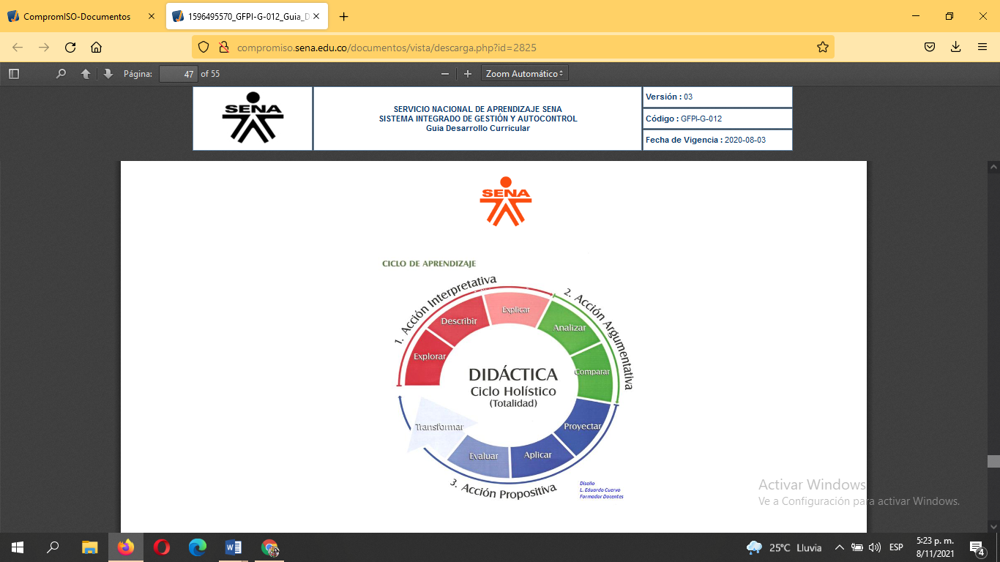 CompromISO-Documentos
1596495570_GFPI-G-012_Guia_D
compromiso.sena.edu.co/documentos/vista/descarga.php?id=2825
Página: 47 of 55
Zoom Automático
SENA
SERVICIO NACIONAL DE APRENDIZAJE SENA
SISTEMA INTEGRADO DE GESTIÓN Y AUTOCONTROL
Guia Desarrollo Curricular
Versión : 03
Código : GFPI-G-012
Fecha de Vigencia : 2020-08-03
SENA
CICLO DE APRENDIZAJE
1. Acción Interpretativa
Explorar
Describir
Explicar
2. Acción Argumentativa
Analizar
Comparar
DIDÁCTICA
Ciclo Holístico
(Totalidad)
Proyectar
Aplicar
Evaluar
Transformar
3. Acción Propositiva
Diseño
L. Eduardo Cuervo
Formador Docentes
Activar Windows
Ve a Configuración para activar Windows.
25°C Lluvia
ESP
5:23 p. m.
8/11/2021
4